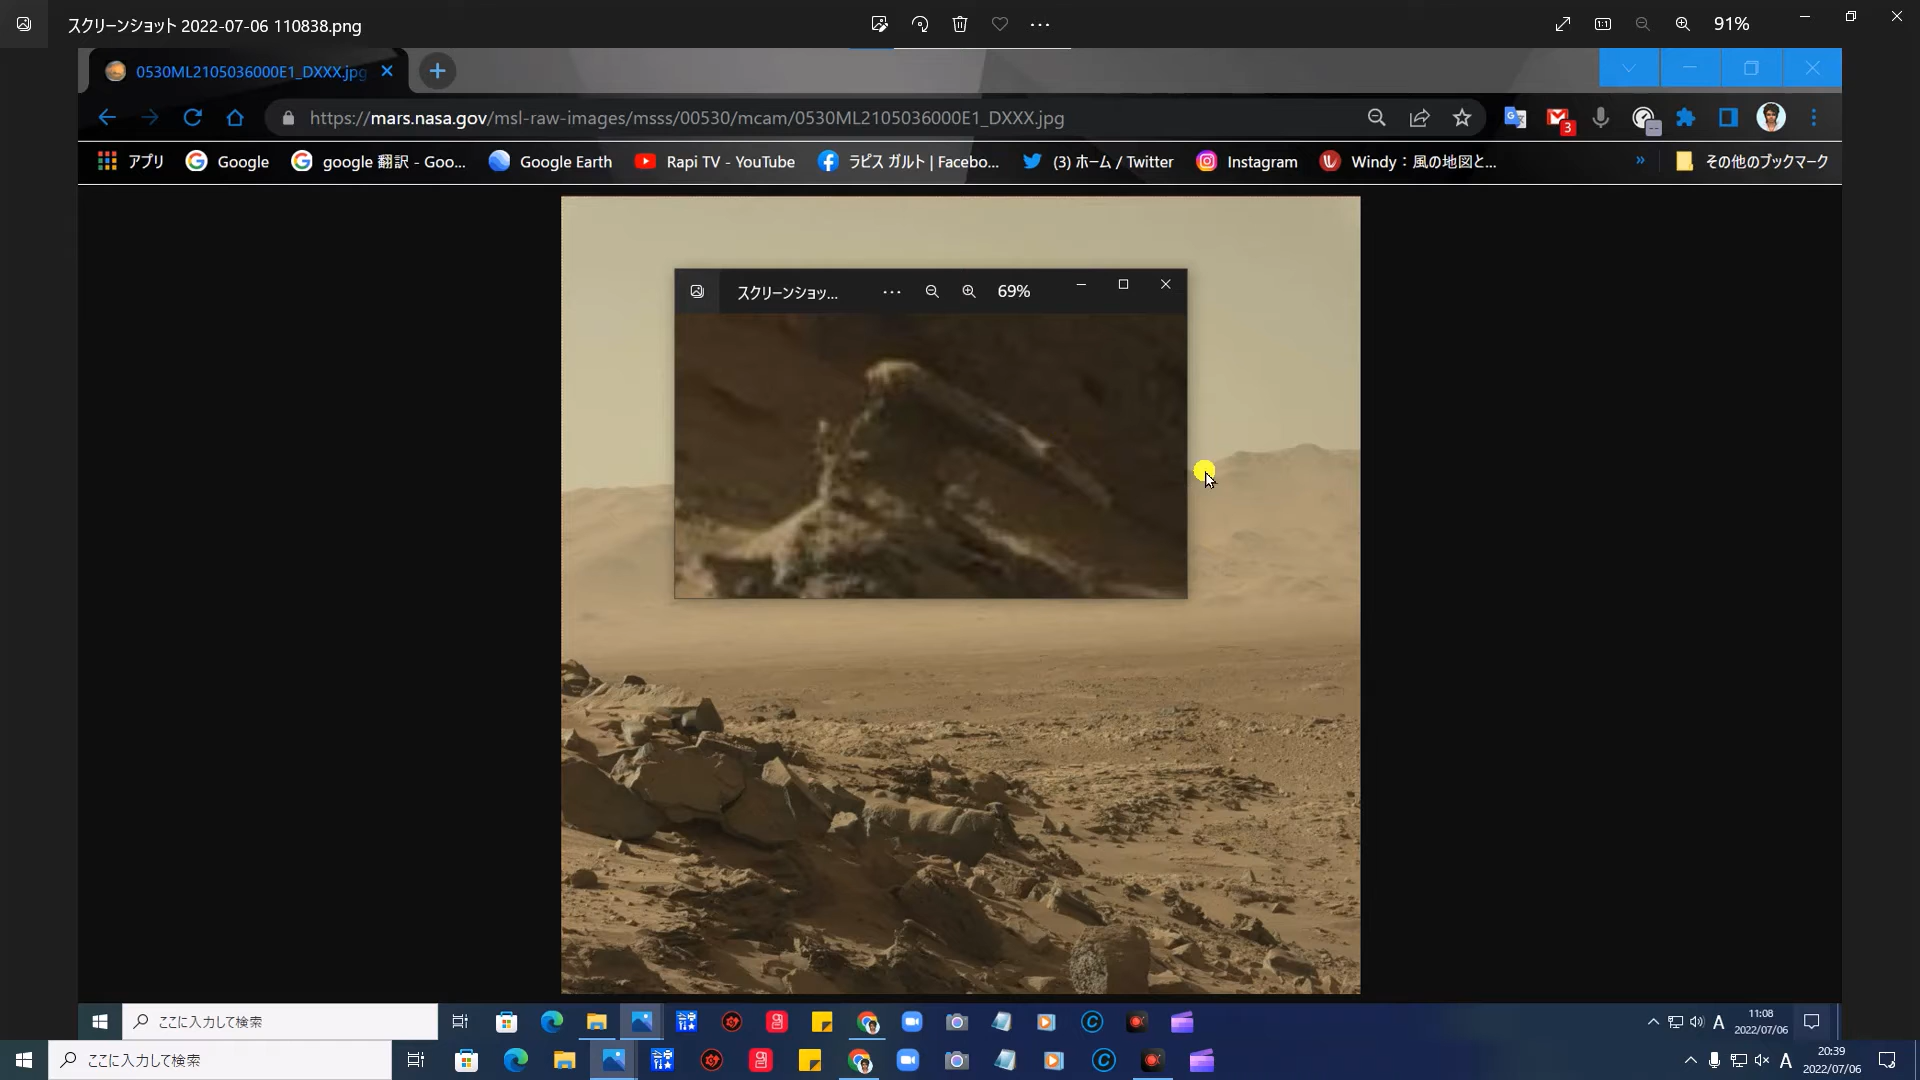 スクリーンショット 2022-07-06 110838.png
91%
0530ML2105036000E1_DXXX.jpg
https://mars.nasa.gov/msl-raw-images/msss/00530/mcam/0530ML2105036000E1_DXXX.jpg
3
アプリ Google google 翻訳 - Goo... Google Earth Rapi TV - YouTube ラピス ガルト | Facebo... (3) ホーム / Twitter Instagram Windy：風の地図と... » その他のブックマーク
スクリーンショッ... 69%
ここに入力して検索
A 11:08
2022/07/06
ここに入力して検索
A 20:39
2022/07/06